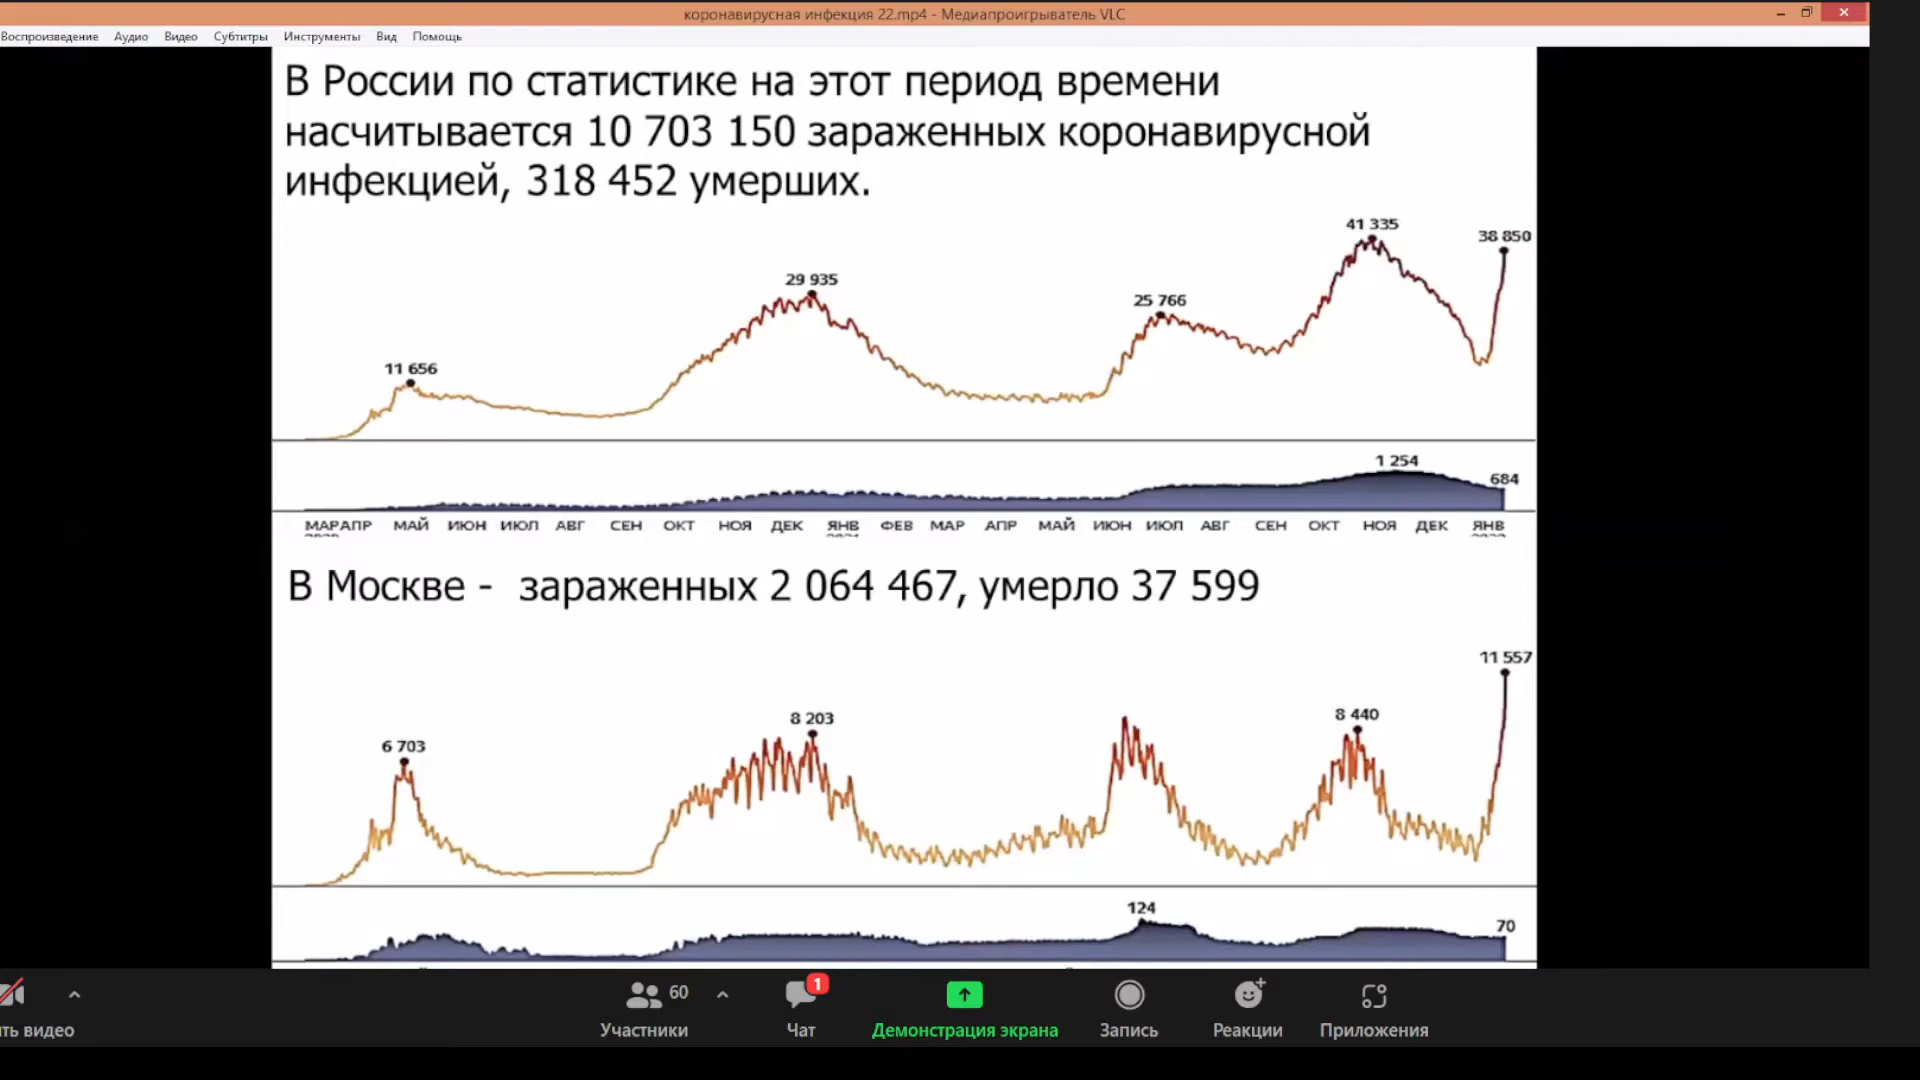 коронавирусная инфекция 22.mp4 - Медиапроигрыватель VLC
Воспроизведение Аудио Видео Субтитры Инструменты Вид Помощь
В России по статистике на этот период времени
насчитывается 10 703 150 зараженных коронавирусной
инфекцией, 318 452 умерших.
41 335
38 850
29 935
25 766
11 656
1 254
684
МАР АПР МАЙ ИЮН ИЮЛ АВГ СЕН ОКТ НОЯ ДЕК ЯНВ ФЕВ МАР АПР МАЙ ИЮН ИЮЛ АВГ СЕН ОКТ НОЯ ДЕК ЯНВ
В Москве - зараженных 2 064 467, умерло 37 599
11 557
8 203
8 440
6 703
124
70
60
1
ть видео
Участники
Чат
Демонстрация экрана
Запись
Реакции
Приложения